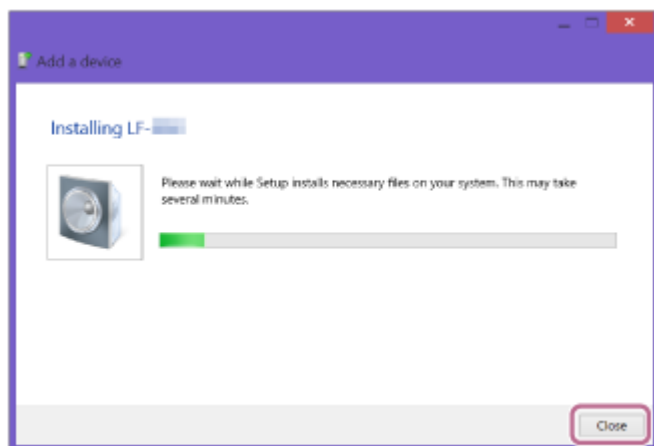 Add a device
Installing LF-
Please wait while Setup installs necessary files on your system. This may take
several minutes.
Close